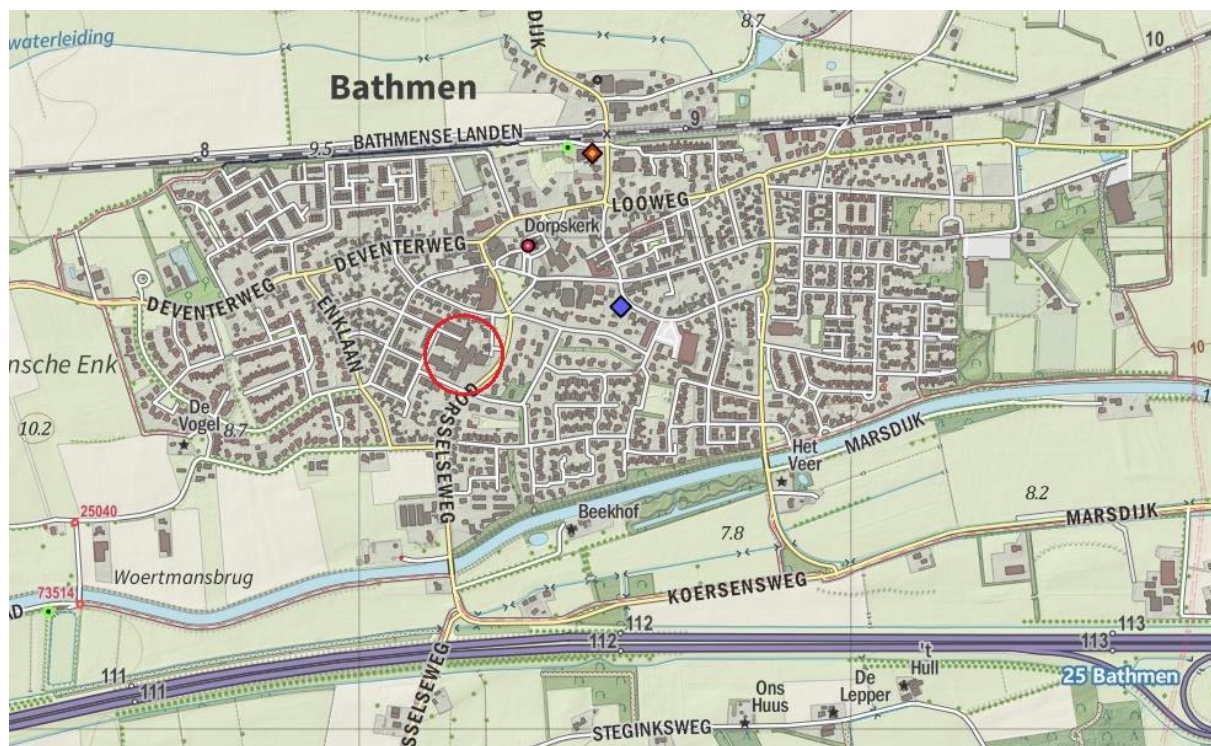 waterleiding
DIJK
8.7
10
Bathmen
BATHMENSE LANDEN
9
8
9.5
LOOWEG
Dorpskerk
DEVENTERWEG
DEVENTERWEG
ENKLAAN
10
nsche Enk
GORSSELSEWEG
De
Vogel
8.7
10.2
MARSDIJK
Het
Veer
25040
Beekhof
8.2
MARSDIJK
7.8
Woertmansbrug
73514
KOERSENSWEG
AD
112
113
112
113
111
111
't
Hull
25 Bathmen
Ons
Huus
De
Lepper
SSELSEWEG
STEGINKSWEG